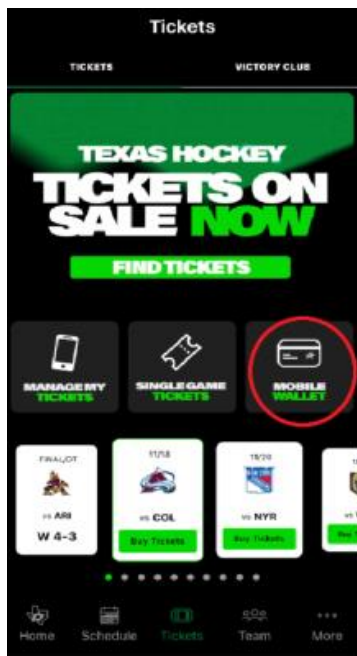 Tickets
TICKETS VICTORY CLUB
TEXAS HOCKEY
TICKETS ON
SALE NOW
FIND TICKETS
MANAGE MY
TICKETS
SINGLE GAME
TICKETS
MOBILE
WALLET
FINAL/OT
vs ARI
W 4-3
11/18
vs COL
Buy Tickets
11/20
vs NYR
Buy Tickets
Home Schedule Tickets Team More